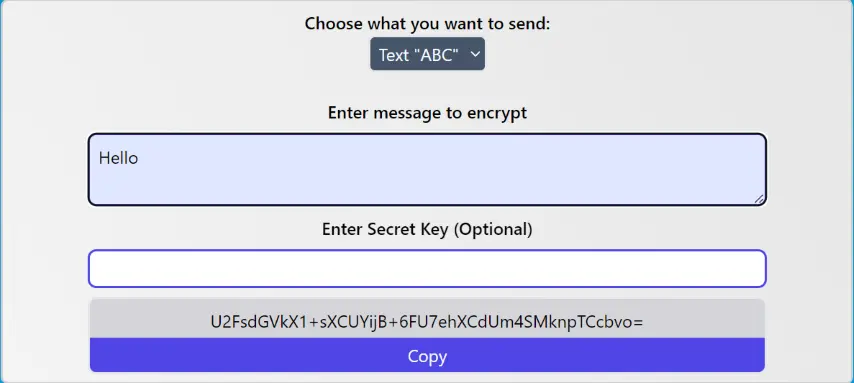 Choose what you want to send:
Text "ABC"
Enter message to encrypt
Hello
Enter Secret Key (Optional)
U2FsdGVkX1+sXCUYijB+6FU7ehXCdUm4SMknpTCcbvo=
Copy